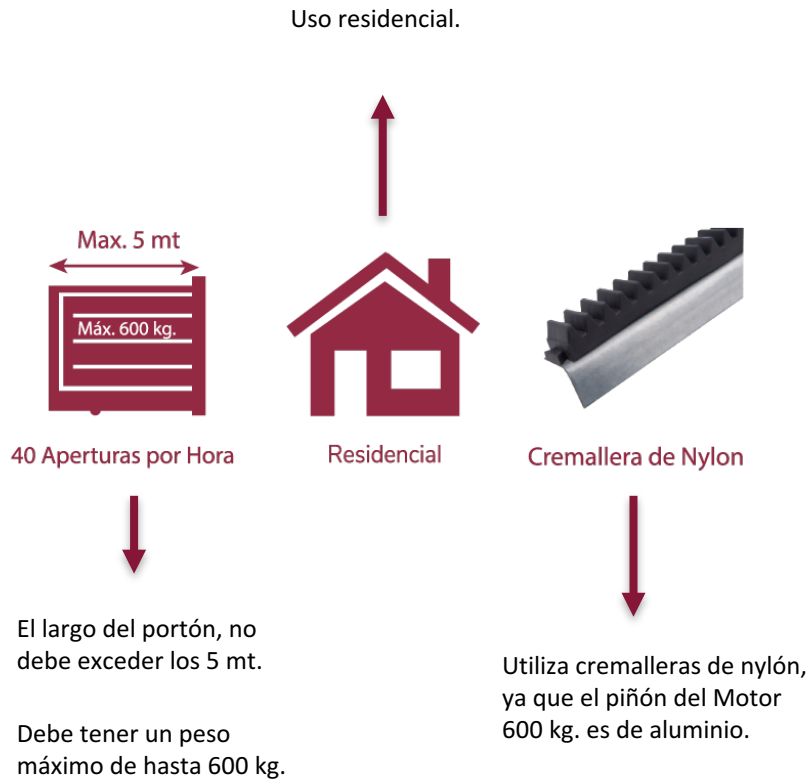 Uso residencial.
Max. 5 mt
Máx. 600 kg.
40 Aperturas por Hora
Residencial
Cremallera de Nylon
El largo del portón, no
debe exceder los 5 mt.
Debe tener un peso
máximo de hasta 600 kg.
Utiliza cremalleras de nylón,
ya que el piñón del Motor
600 kg. es de aluminio.